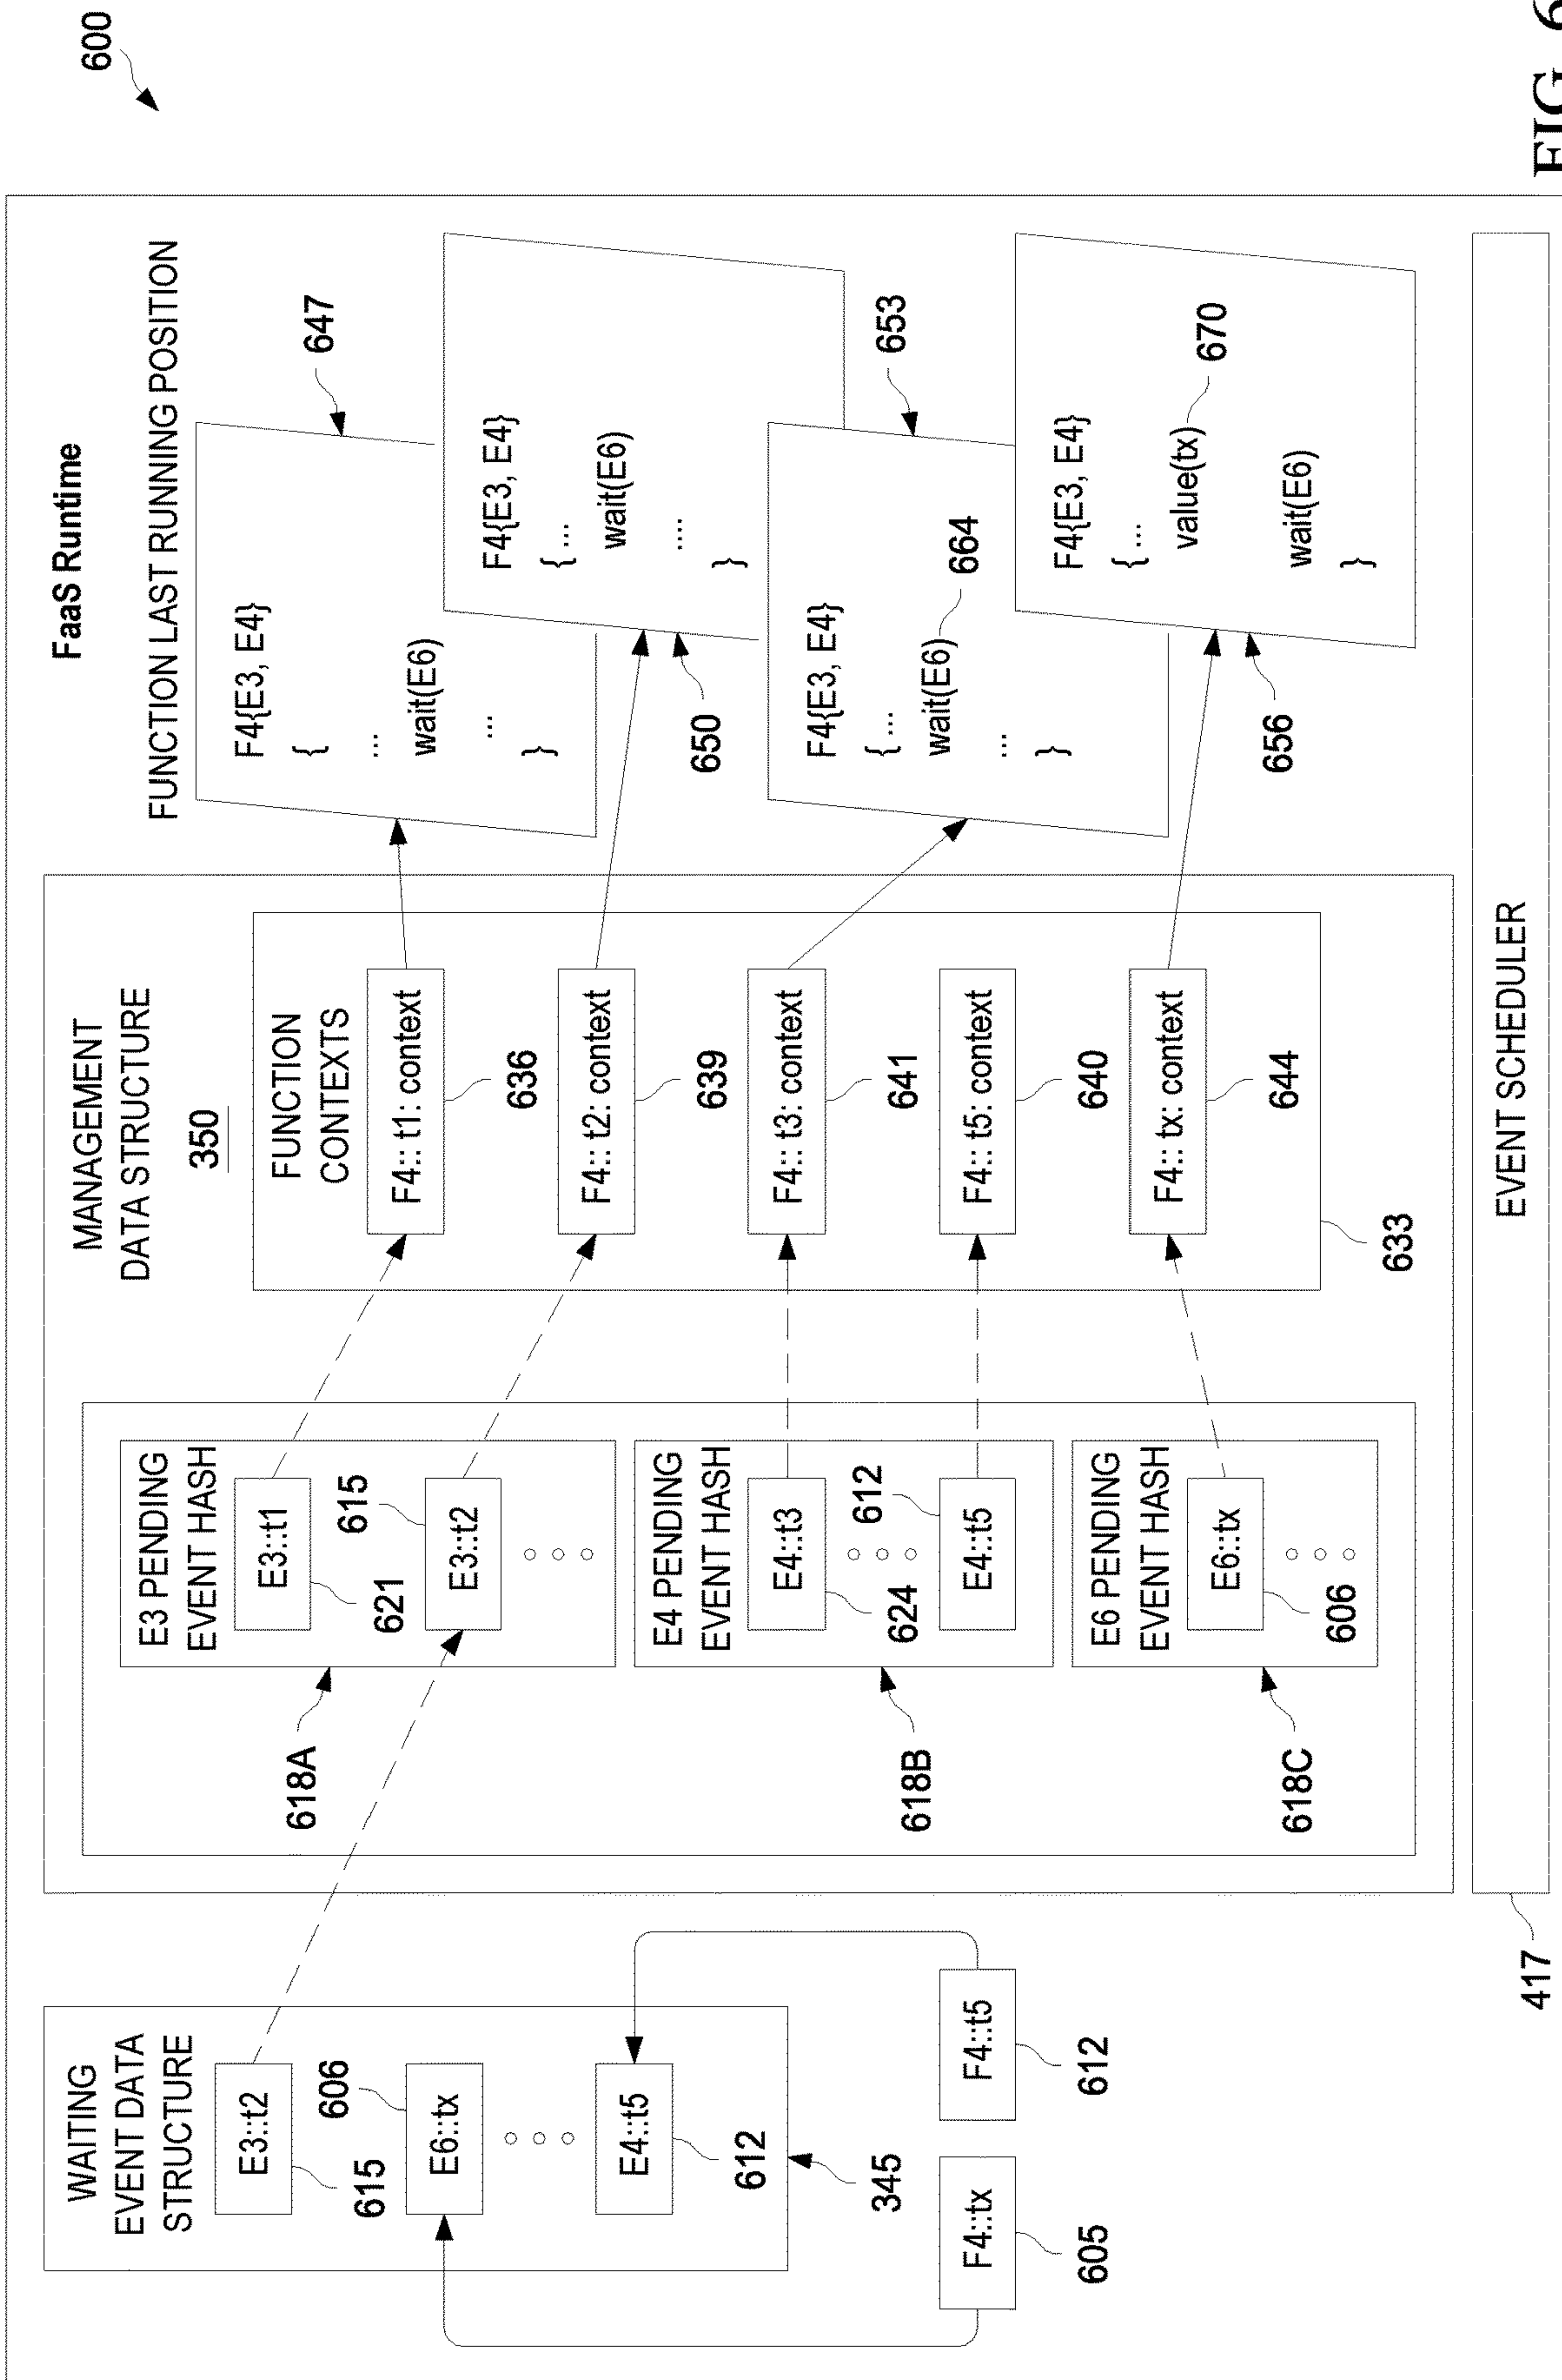 600
FaaS Runtime
WAITING
EVENT DATA
STRUCTURE
E3::t2
615
606
E6::tx
E4::t5
612
345
F4::tx
605
F4::t5
612
MANAGEMENT
DATA STRUCTURE
350
618A
E3 PENDING
EVENT HASH
E3::t1
621
615
E3::t2
618B
E4 PENDING
EVENT HASH
E4::t3
624
612
E4::t5
618C
E6 PENDING
EVENT HASH
E6::tx
606
FUNCTION
CONTEXTS
F4:: t1: context
636
F4:: t2: context
639
F4:: t3: context
641
F4:: t5: context
640
F4:: tx: context
644
633
FUNCTION LAST RUNNING POSITION
F4{E3, E4}
{
...
wait(E6)
...
}
647
F4{E3, E4}
{ ...
wait(E6)
....
}
650
F4{E3, E4}
{ ...
wait(E6)
664
...
}
653
F4{E3, E4}
{ ...
value(tx)
670
wait(E6)
}
656
EVENT SCHEDULER
417
FIG. 6